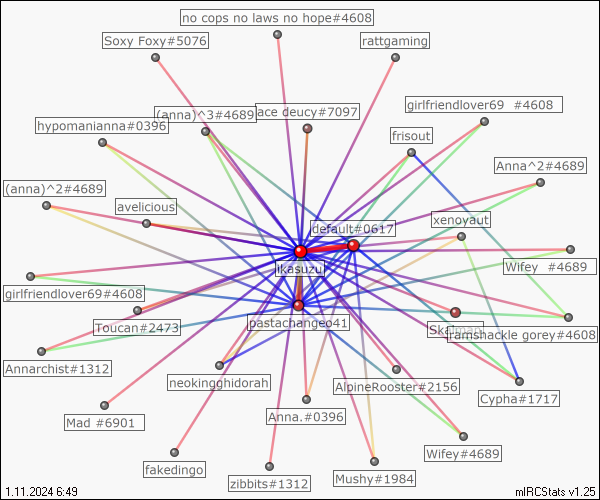 no cops no laws no hope#4608
Soxy Foxy#5076
rattgaming
girlfriendlover69 #4608
(anna)^3#4689
ace deucy#7097
hypomanianna#0396
frisout
Anna^2#4689
(anna)^2#4689
avelicious
xenoyaut
default#0617
ikasuzu
Wifey #4689
girlfriendlover69#4608
pastachangeo41
Toucan#2473
ramshackle gorey#4608
Annarchist#1312
neokingghidorah
AlpineRooster#2156
Cypha#1717
Mad #6901
Anna.#0396
Wifey#4689
fakedingo
zibbits#1312
Mushy#1984
1.11.2024 6:49
mIRCStats v1.25